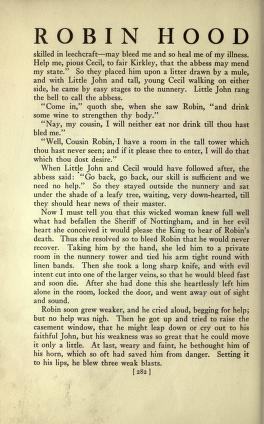 ROBIN HOOD
skilled in leechcraft—may bleed me and so heal me of my illness.
Help me, pious Cecil, to fair Kirkley, that the abbess may mend
my state." So they placed him upon a litter drawn by a mule,
and with Little John and tall, young Cecil walking on either
side, he came by easy stages to the nunnery. Little John rang
the bell to call the abbess.
"Come in," quoth she, when she saw Robin, "and drink
some wine to strengthen thy body."
"Nay, my cousin, I will neither eat nor drink till thou hast
bled me."
"Well, Cousin Robin, I have a room in the tall tower which
thou hast never seen; and if it please thee to enter, I will do that
which thou dost desire."
When Little John and Cecil would have followed after, the
abbess said: "Go back, go back, our skill is sufficient and we
need no help." So they stayed outside the nunnery and sat
under the shade of a leafy tree, waiting, very down-hearted, till
they should hear news of their master.
Now I must tell you that this wicked woman knew full well
what had befallen the Sheriff of Nottingham, and in her evil
heart she conceived it would please the King to hear of Robin's
death. Thus she resolved so to bleed Robin that he would never
recover. Taking him by the hand, she led him to a private
room in the nunnery tower and tied his arm tight round with
linen bands. Then she took a long sharp knife, and with evil
intent cut into one of the larger veins, so that he would bleed fast
and soon die. After she had done this she heartlessly left him
alone in the room, locked the door, and went away out of sight
and sound.
Robin soon grew weaker, and he cried aloud, begging for help;
but no help was nigh. Then he got up and tried to raise the
casement window, that he might leap down or cry out to his
faithful John, but his weakness was so great that he could move
it only a little. At last, weary and faint, he bethought him of
his horn, which so oft had saved him from danger. Setting it
to his lips, he blew three weak blasts.
[282]